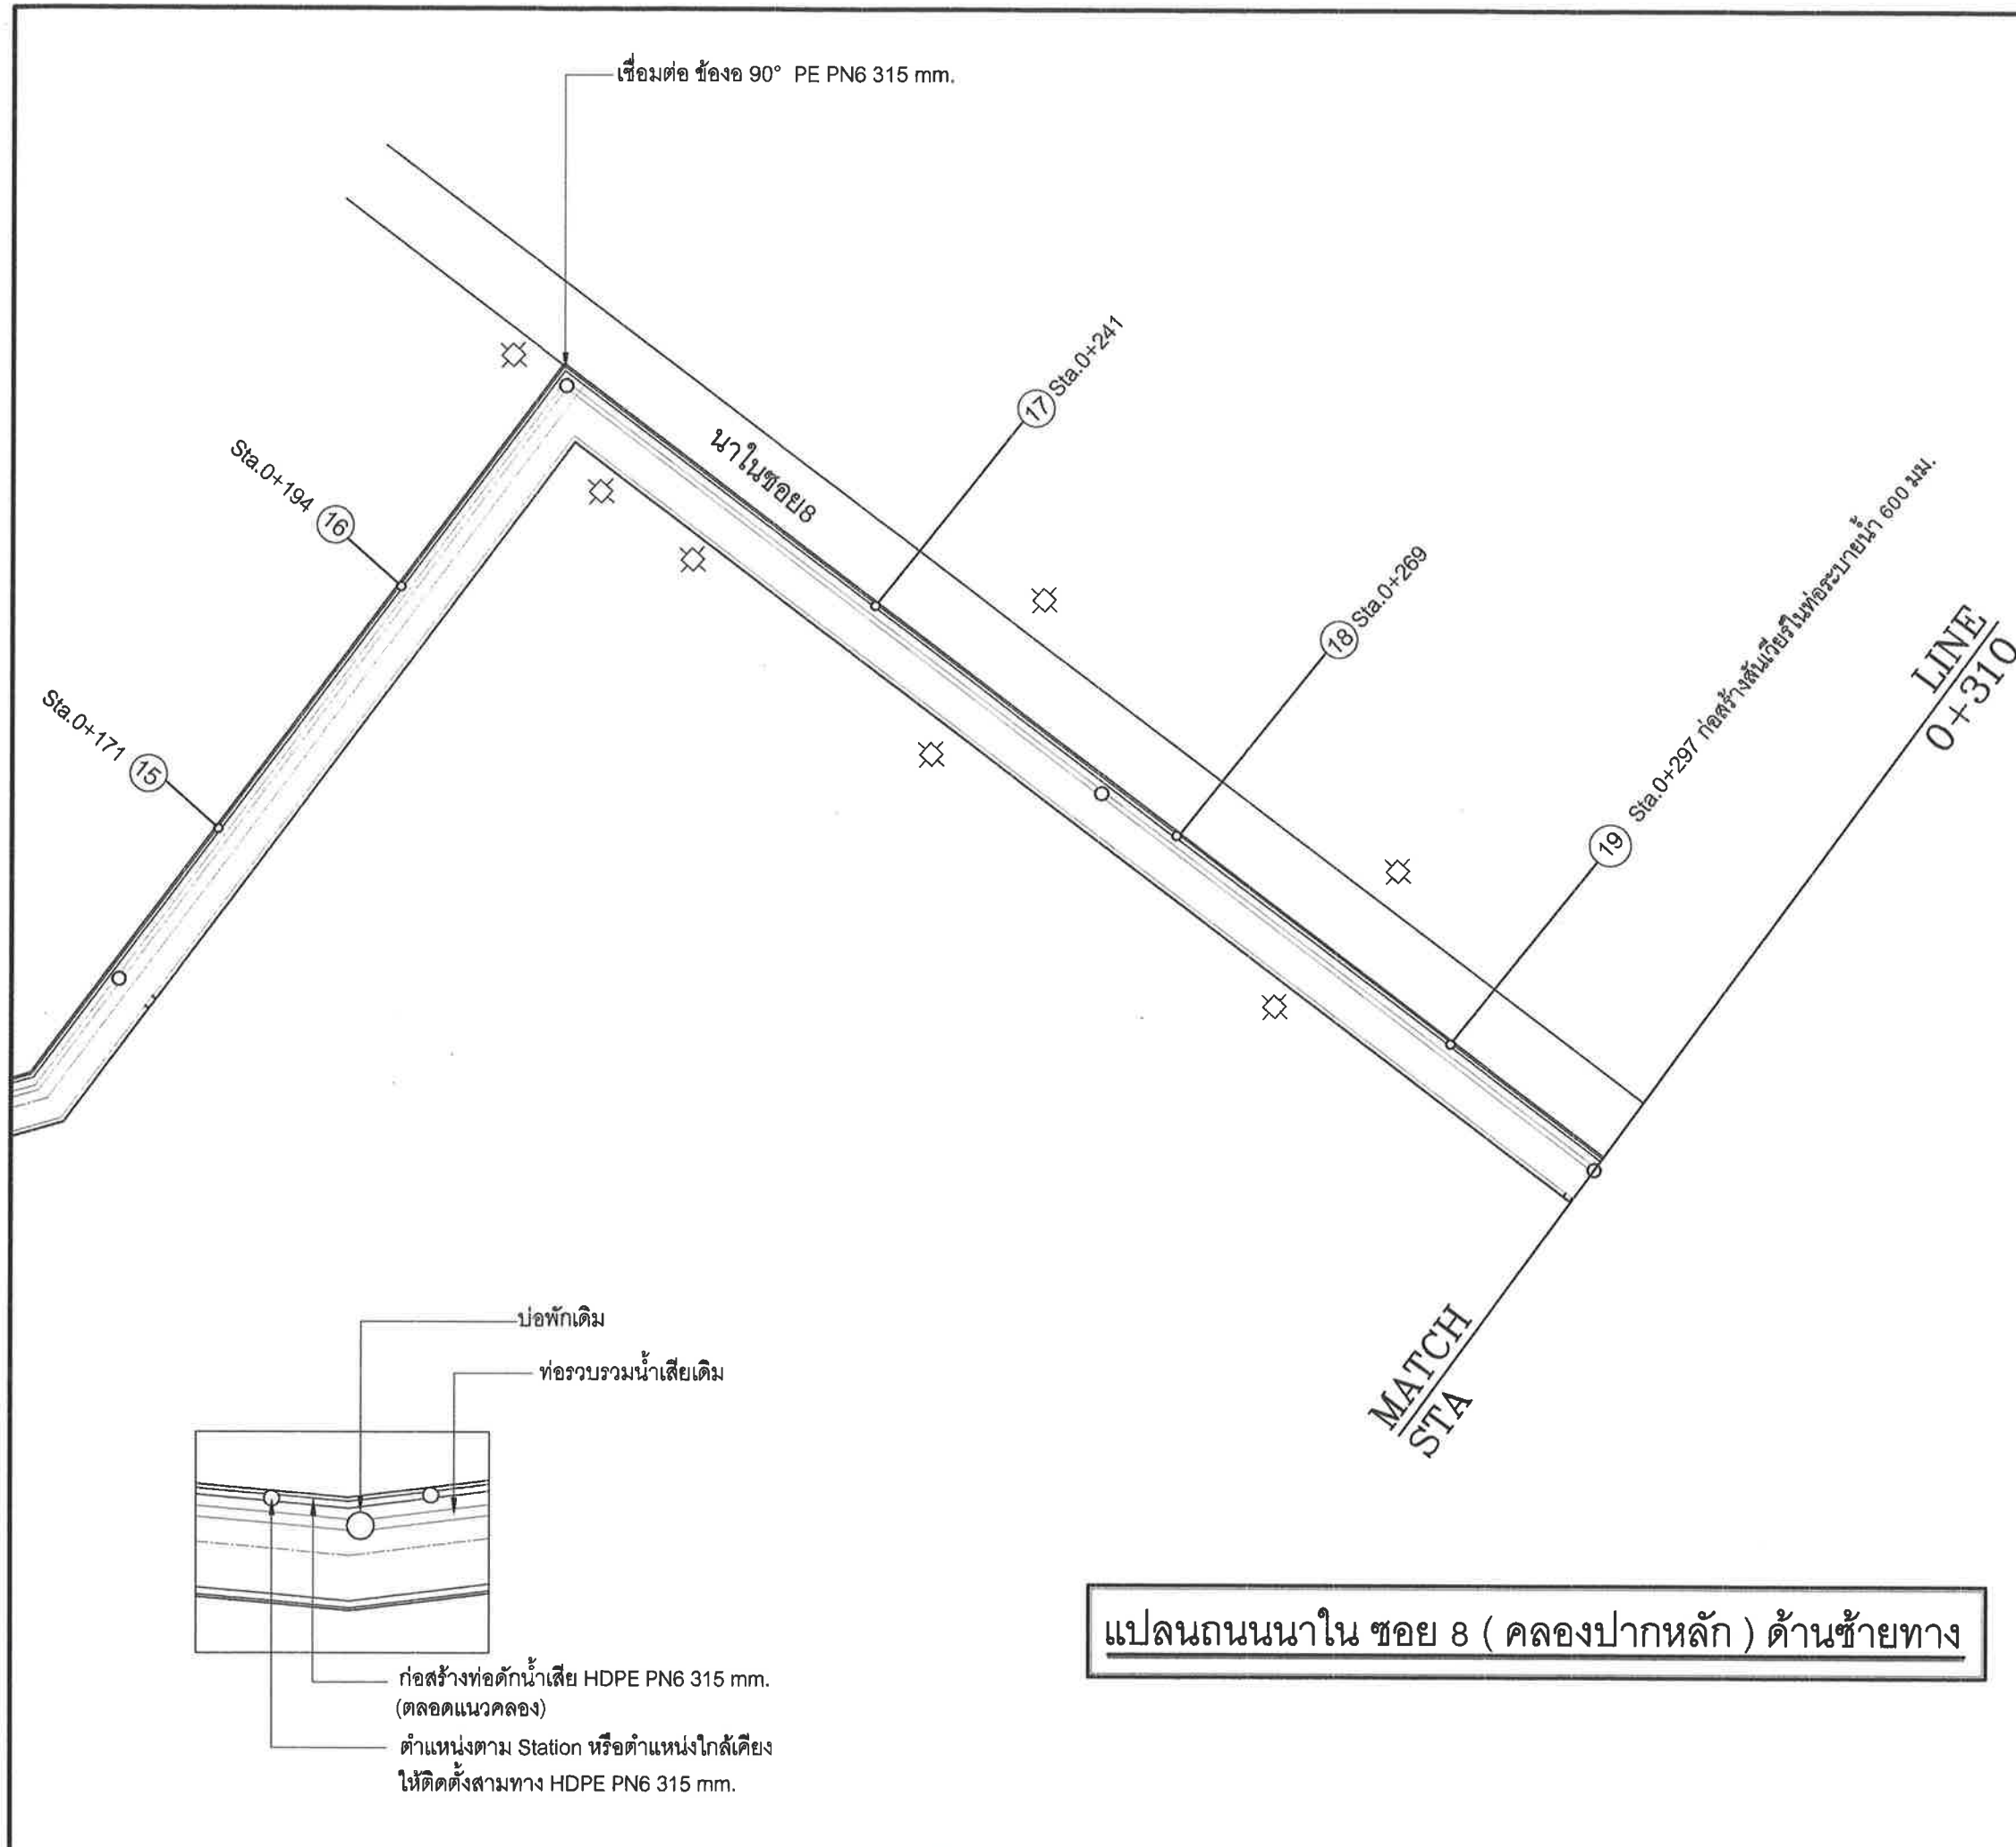 เชื่อมต่อ ข้องอ 90° PE PN6 315 mm.
17 Sta.0+241
นาในซอย8
Sta.0+194 16
18 Sta.0+269
19 Sta.0+297 ก่อสร้างสันเวียร์ในท่อระบายน้ำ 600 มม.
LINE
0+310
Sta.0+171 15
MATCH
STA
บ่อพักเดิม
ท่อรวบรวมน้ำเสียเดิม
ก่อสร้างท่อดักน้ำเสีย HDPE PN6 315 mm.
(ตลอดแนวคลอง)
ตำแหน่งตาม Station หรือตำแหน่งใกล้เคียง
ให้ติดตั้งสามทาง HDPE PN6 315 mm.
แปลนถนนนาใน ซอย 8 ( คลองปากหลัก ) ด้านซ้ายทาง